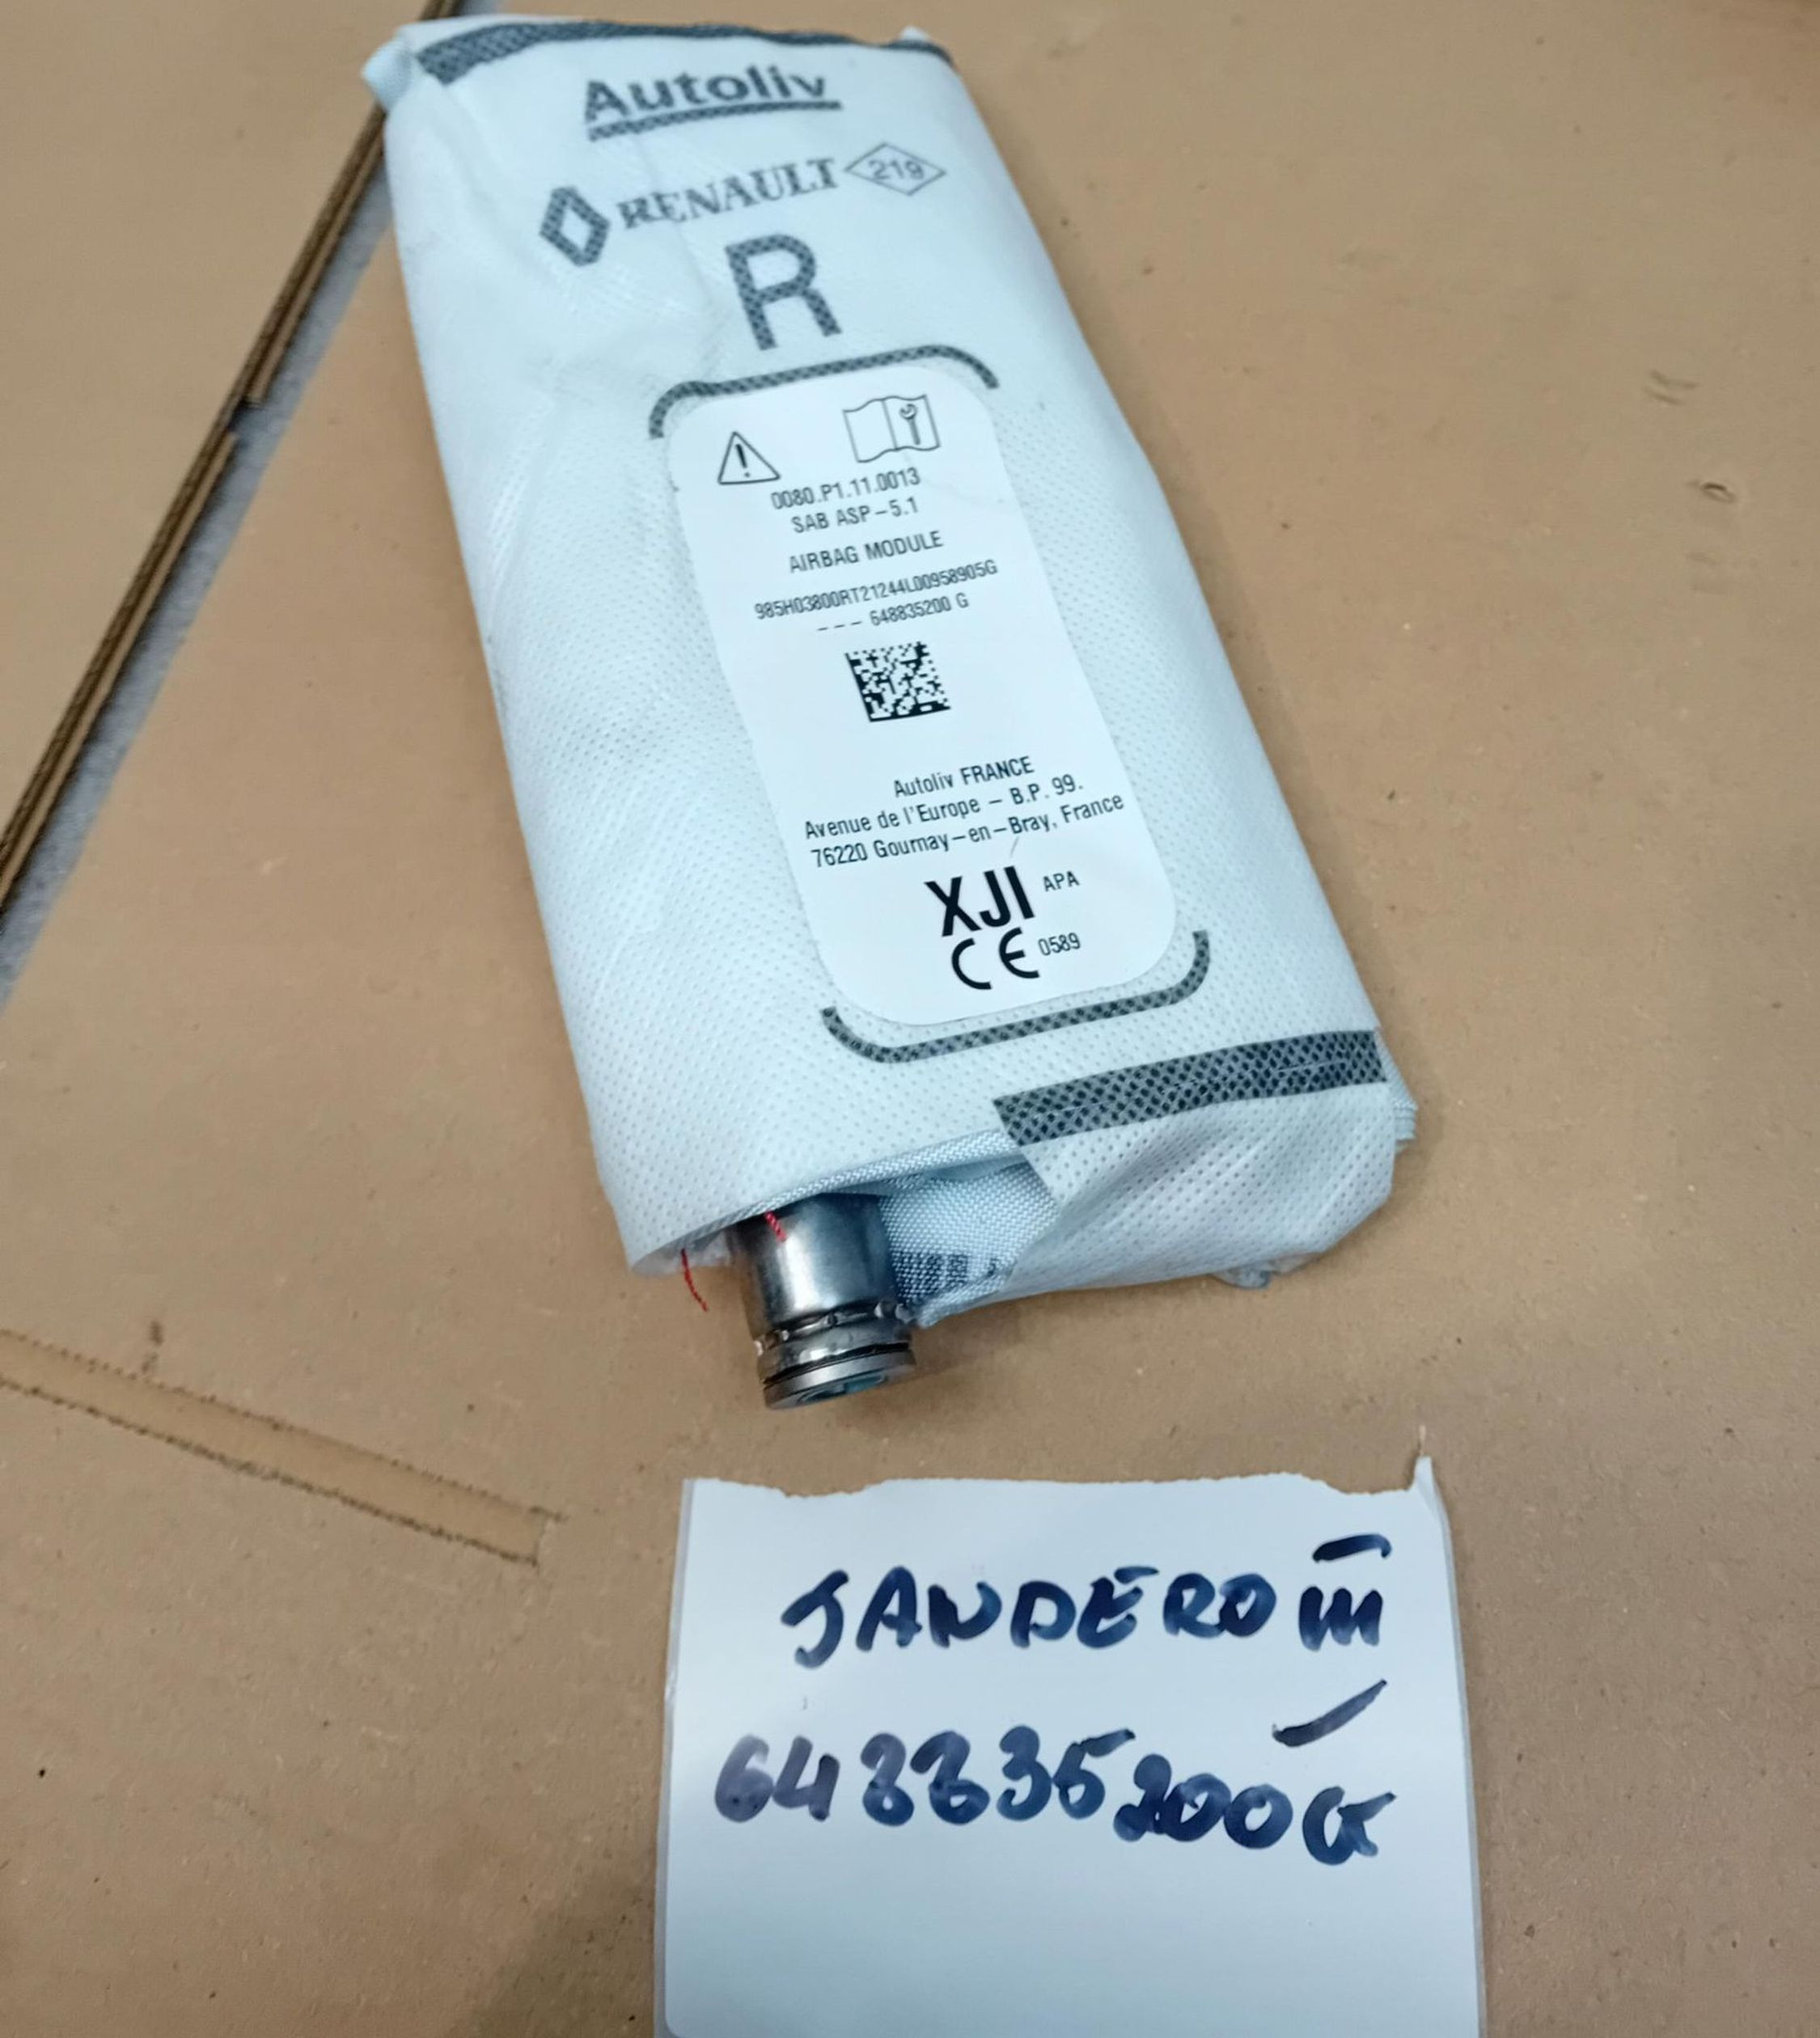 Autoliv
RENAULT 219
R
0080.P1.11.0013
SAB ASP-5.1
AIRBAG MODULE
985H03800RT21244L00958905G
--- 648835200 G
Autoliv FRANCE
Avenue de l'Europe - B.P. 99.
76220 Gournay-en-Bray, France
XJI APA
CE 0589
SANDERO III
648835200G